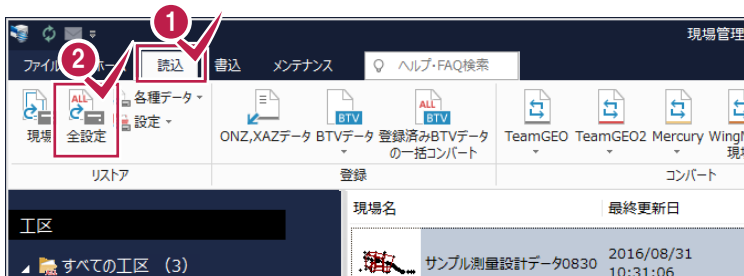 現場管理
1
ファイル ホーム 読込 書込 メンテナンス ヘルプ・FAQ検索
2
現場 ALL 全設定 各種データ 設定
ONZ,XAZデータ BTV BTVデータ ALL BTV 登録済みBTVデータの一括コンバート
TeamGEO TeamGEO2 Mercury
リストア 登録 コンバート
現場名 最終更新日
工区
すべての工区 (3)
サンプル測量設計データ0830 2016/08/31
10:31:06